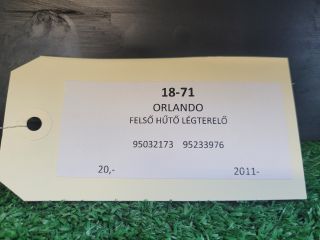 18-71
ORLANDO
FELSŐ HŰTŐ LÉGTERELŐ
95032173 95233976
20,- 2011-